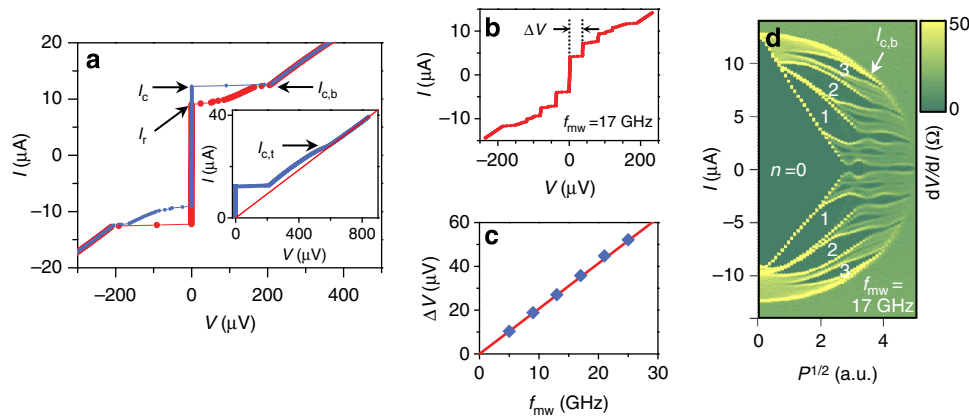 a
20
10
0
−10
−20
I (μA)
−200
0
200
400
V (μV)
I_c
I_r
I_c,b
40
20
0
I (μA)
0
400
800
V (μV)
I_c,t
b
ΔV
10
0
−10
I (μA)
f_mw=17 GHz
−200
0
200
V (μV)
c
60
40
20
0
ΔV (μV)
0
10
20
30
f_mw (GHz)
d
I_c,b
3
2
1
n=0
1
2
3
f_mw=
17 GHz
10
5
0
−5
−10
I (μA)
0
2
4
P^1/2 (a.u.)
50
0
dV/dI (Ω)